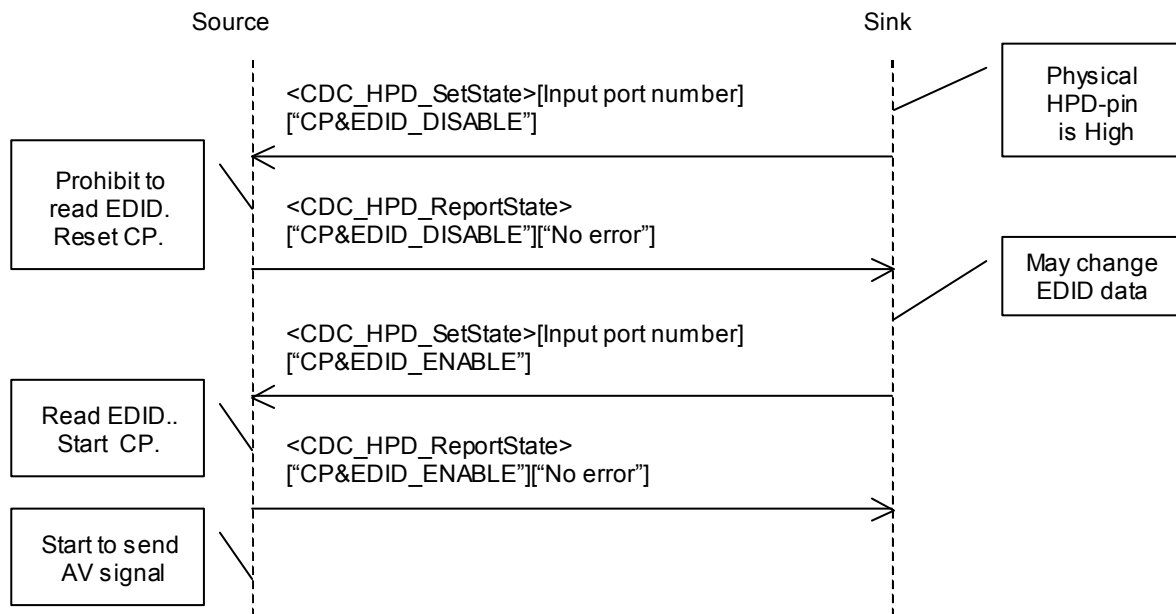 Source
Sink
Physical
HPD-pin
is High
<CDC_HPD_SetState>[Input port number]
[“CP&EDID_DISABLE”]
Prohibit to
read EDID.
Reset CP.
<CDC_HPD_ReportState>
[“CP&EDID_DISABLE”][“No error”]
May change
EDID data
<CDC_HPD_SetState>[Input port number]
[“CP&EDID_ENABLE”]
Read EDID..
Start CP.
<CDC_HPD_ReportState>
[“CP&EDID_ENABLE”][“No error”]
Start to send
AV signal